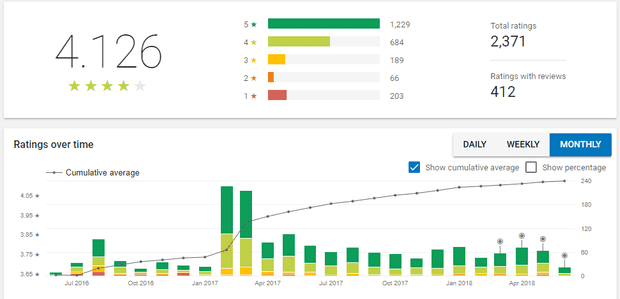 4.126
5 ★ 1,229
4 ★ 684
3 ★ 189
2 ★ 66
1 ★ 203
Total ratings
2,371
Ratings with reviews
412
Ratings over time
DAILY WEEKLY MONTHLY
Cumulative average
Show cumulative average Show percentage
4.05 ★ 240
3.95 ★ 180
3.85 ★ 120
3.75 ★ 60
3.65 ★ 0
Jul 2016 Oct 2016 Jan 2017 Apr 2017 Jul 2017 Oct 2017 Jan 2018 Apr 2018